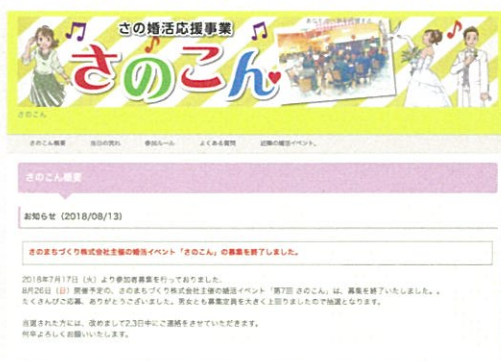 さの婚活応援事業
さのこん
さのこん
さのこん概要 当日の流れ 参加ルール よくある質問 近隣の婚活イベント。
さのこん概要
お知らせ（2018/08/13）
さのまちづくり株式会社主催の婚活イベント「さのこん」の募集を終了しました。
2018年7月17日（火）より参加者募集を行っておりました、
8月26日（日）開催予定の、さのまちづくり株式会社主催の婚活イベント「第7回 さのこん」は、募集を終了いたしました。。
たくさんがご応募、ありがとうございました。男女とも募集定員を大きく上回りましたので抽選となります。
当選された方には、改めまして2,3日中にご連絡をさせていただきます。
何卒よろしくお願いいたします。